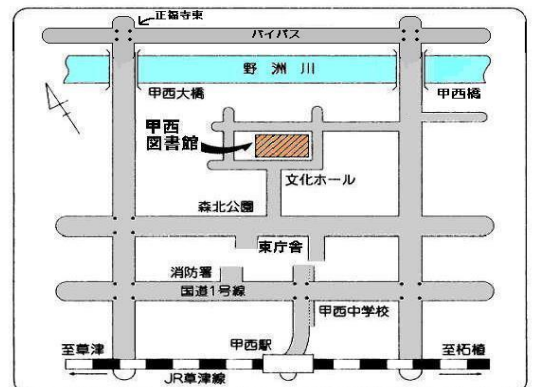 正福寺東
バイパス
野洲川
甲西大橋
甲西橋
甲西
図書館
文化ホール
森北公園
東庁舎
消防署
国道1号線
甲西中学校
甲西駅
至草津
至柘植
JR草津線